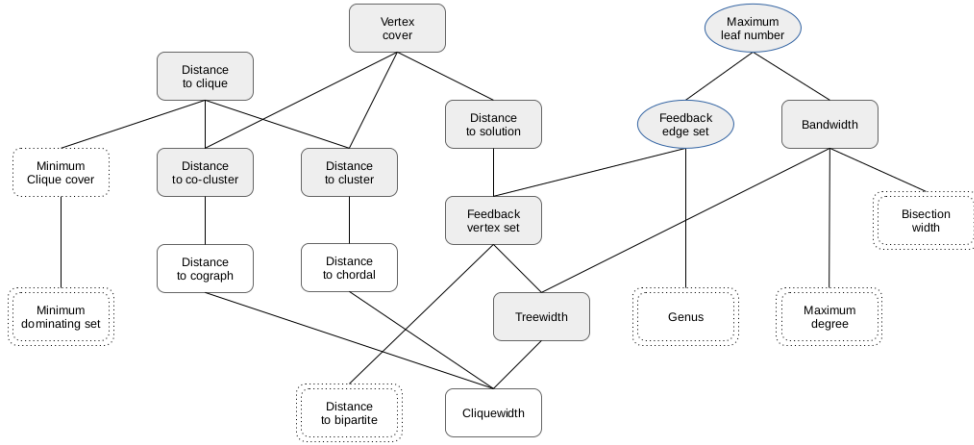 Vertex
cover
Maximum
leaf number
Distance
to clique
Distance
to solution
Feedback
edge set
Bandwidth
Minimum
Clique cover
Distance
to co-cluster
Distance
to cluster
Bisection
width
Feedback
vertex set
Distance
to cograph
Distance
to chordal
Minimum
dominating set
Treewidth
Genus
Maximum
degree
Distance
to bipartite
Cliquewidth